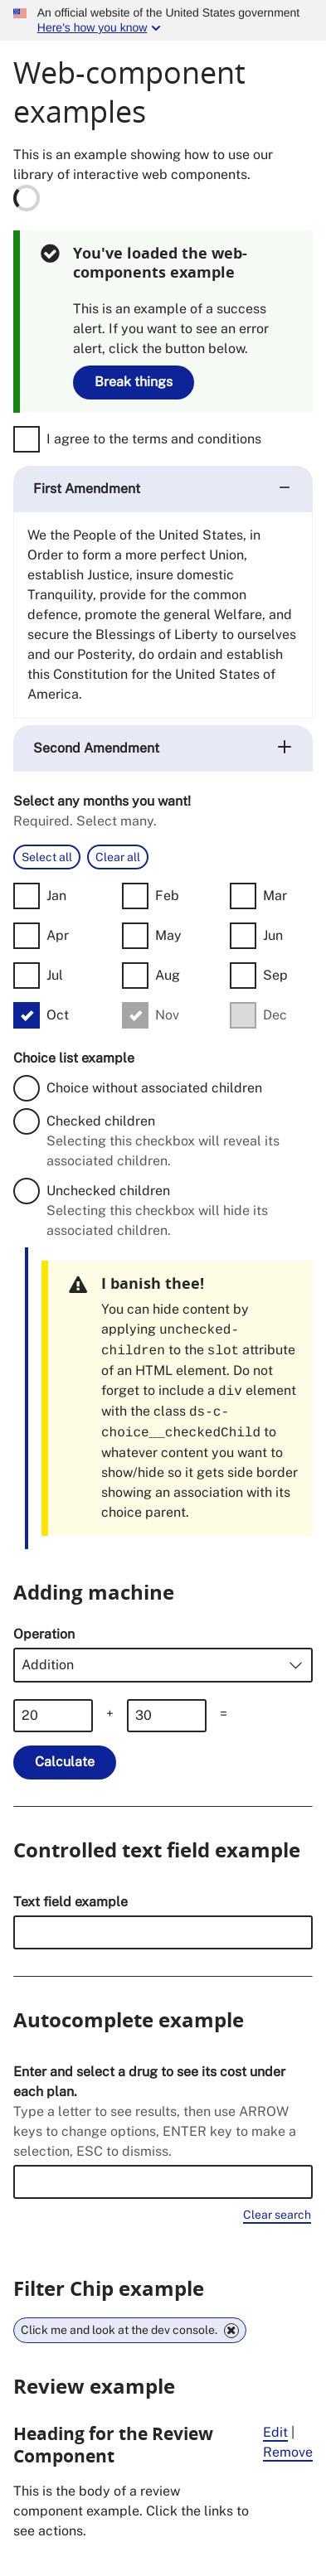 An official website of the United States government
Here's how you know
Web-component
examples
This is an example showing how to use our
library of interactive web components.
You've loaded the web-
components example
This is an example of a success
alert. If you want to see an error
alert, click the button below.
Break things
I agree to the terms and conditions
First Amendment
We the People of the United States, in
Order to form a more perfect Union,
establish Justice, insure domestic
Tranquility, provide for the common
defence, promote the general Welfare, and
secure the Blessings of Liberty to ourselves
and our Posterity, do ordain and establish
this Constitution for the United States of
America.
Second Amendment
Select any months you want!
Required. Select many.
Select all Clear all
Jan Feb Mar
Apr May Jun
Jul Aug Sep
Oct Nov Dec
Choice list example
Choice without associated children
Checked children
Selecting this checkbox will reveal its
associated children.
Unchecked children
Selecting this checkbox will hide its
associated children.
I banish thee!
You can hide content by
applying unchecked-
children to the slot attribute
of an HTML element. Do not
forget to include a div element
with the class ds-c-
choice__checkedChild to
whatever content you want to
show/hide so it gets side border
showing an association with its
choice parent.
Adding machine
Operation
Addition
20 + 30 =
Calculate
Controlled text field example
Text field example
Autocomplete example
Enter and select a drug to see its cost under
each plan.
Type a letter to see results, then use ARROW
keys to change options, ENTER key to make a
selection, ESC to dismiss.
Clear search
Filter Chip example
Click me and look at the dev console.
Review example
Heading for the Review
Component
Edit |
Remove
This is the body of a review
component example. Click the links to
see actions.